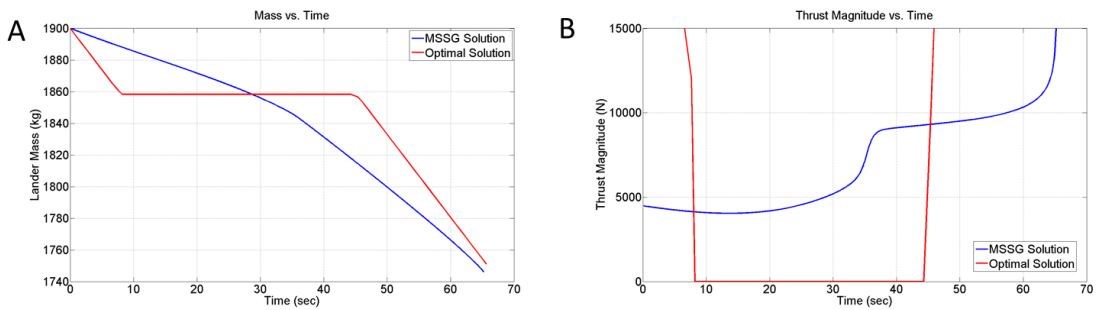 A
Mass vs. Time
1900
1880
1860
1840
1820
1800
1780
1760
1740
Lander Mass (kg)
0 10 20 30 40 50 60 70
Time (sec)
MSSG Solution
Optimal Solution
B
Thrust Magnitude vs. Time
15000
10000
5000
0
Thrust Magnitude (N)
0 10 20 30 40 50 60 70
Time (sec)
MSSG Solution
Optimal Solution